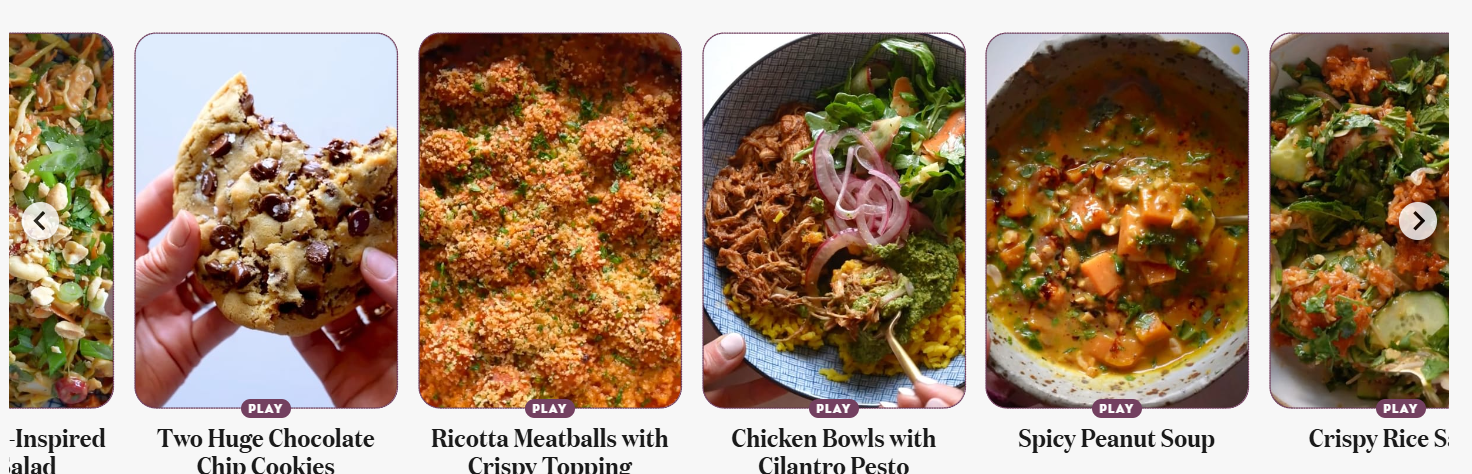 PLAY
PLAY
PLAY
PLAY
PLAY
-Inspired
Salad
Two Huge Chocolate
Chip Cookies
Ricotta Meatballs with
Crispy Topping
Chicken Bowls with
Cilantro Pesto
Spicy Peanut Soup
Crispy Rice